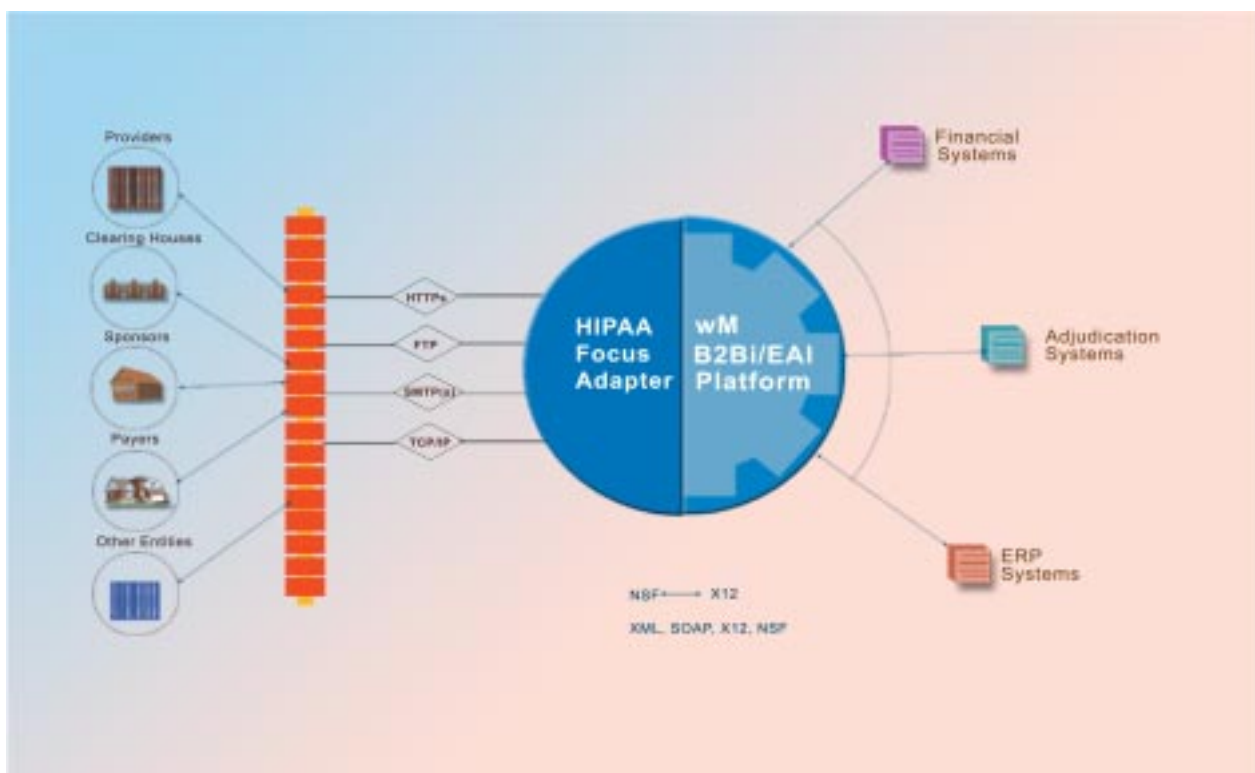 Providers
Clearing Houses
Sponsors
Payers
Other Entities
HTTPs
FTP
SMTP(s)
TCP/IP
HIPAA
Focus
Adapter
wM
B2Bi/EAI
Platform
Financial
Systems
Adjudication
Systems
ERP
Systems
NSF X12
XML, SOAP, X12, NSF